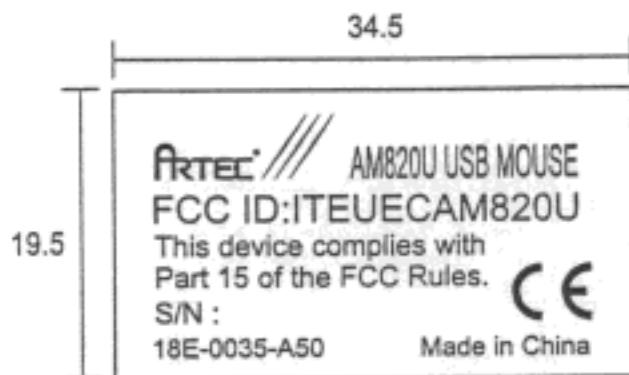 34.5
19.5
ARTEC AM820U USB MOUSE
FCC ID:ITEUECAM820U
This device complies with
Part 15 of the FCC Rules.
CE
S/N :
18E-0035-A50 Made in China